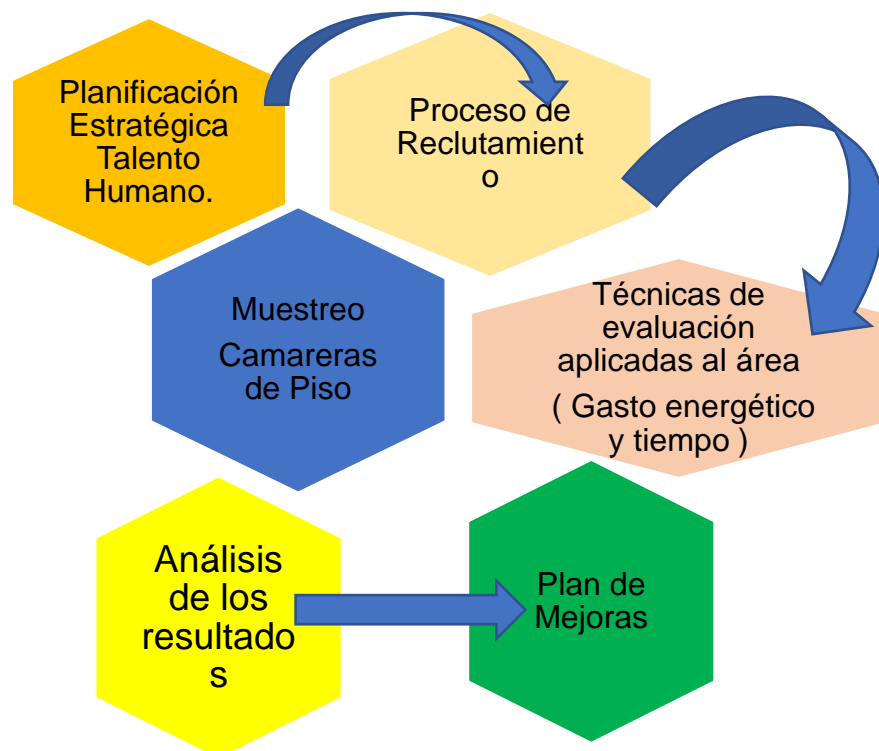 Planificación
Estratégica
Talento
Humano.
Proceso de
Reclutamient
o
Muestreo
Camareras
de Piso
Técnicas de
evaluación
aplicadas al área
( Gasto energético
y tiempo )
Análisis
de los
resultado
s
Plan de
Mejoras